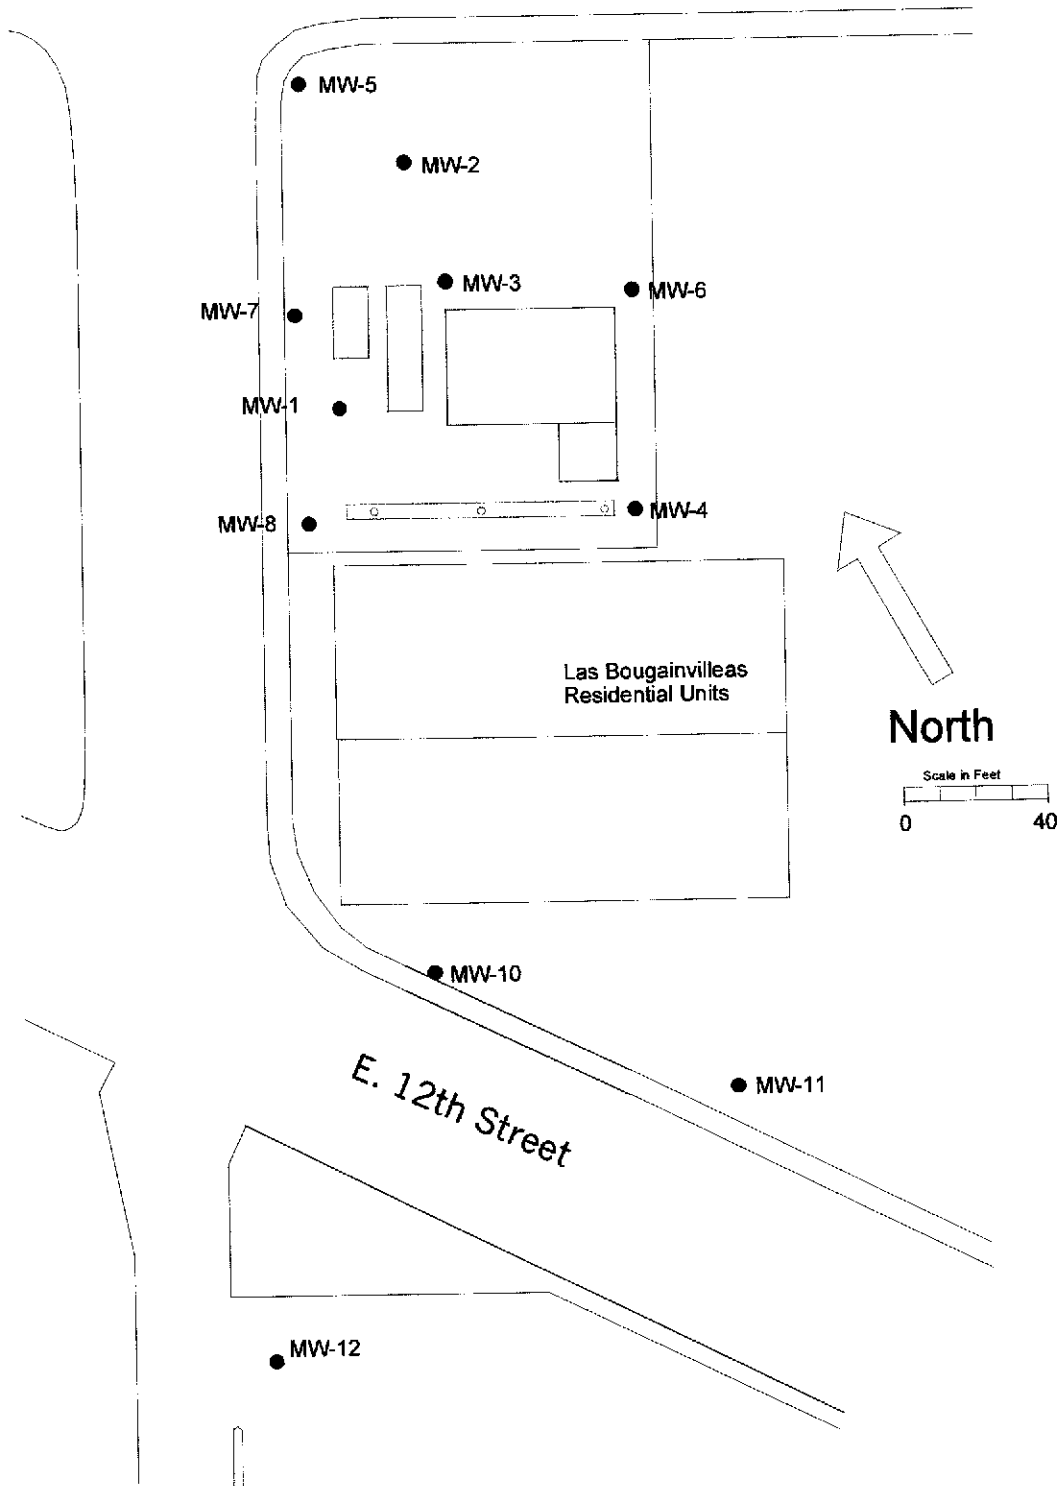 MW-5
MW-2
MW-3
MW-6
MW-7
MW-1
MW-4
MW-8
Las Bougainvilleas
Residential Units
North
Scale in Feet
0 40
MW-10
E. 12th Street
MW-11
MW-12